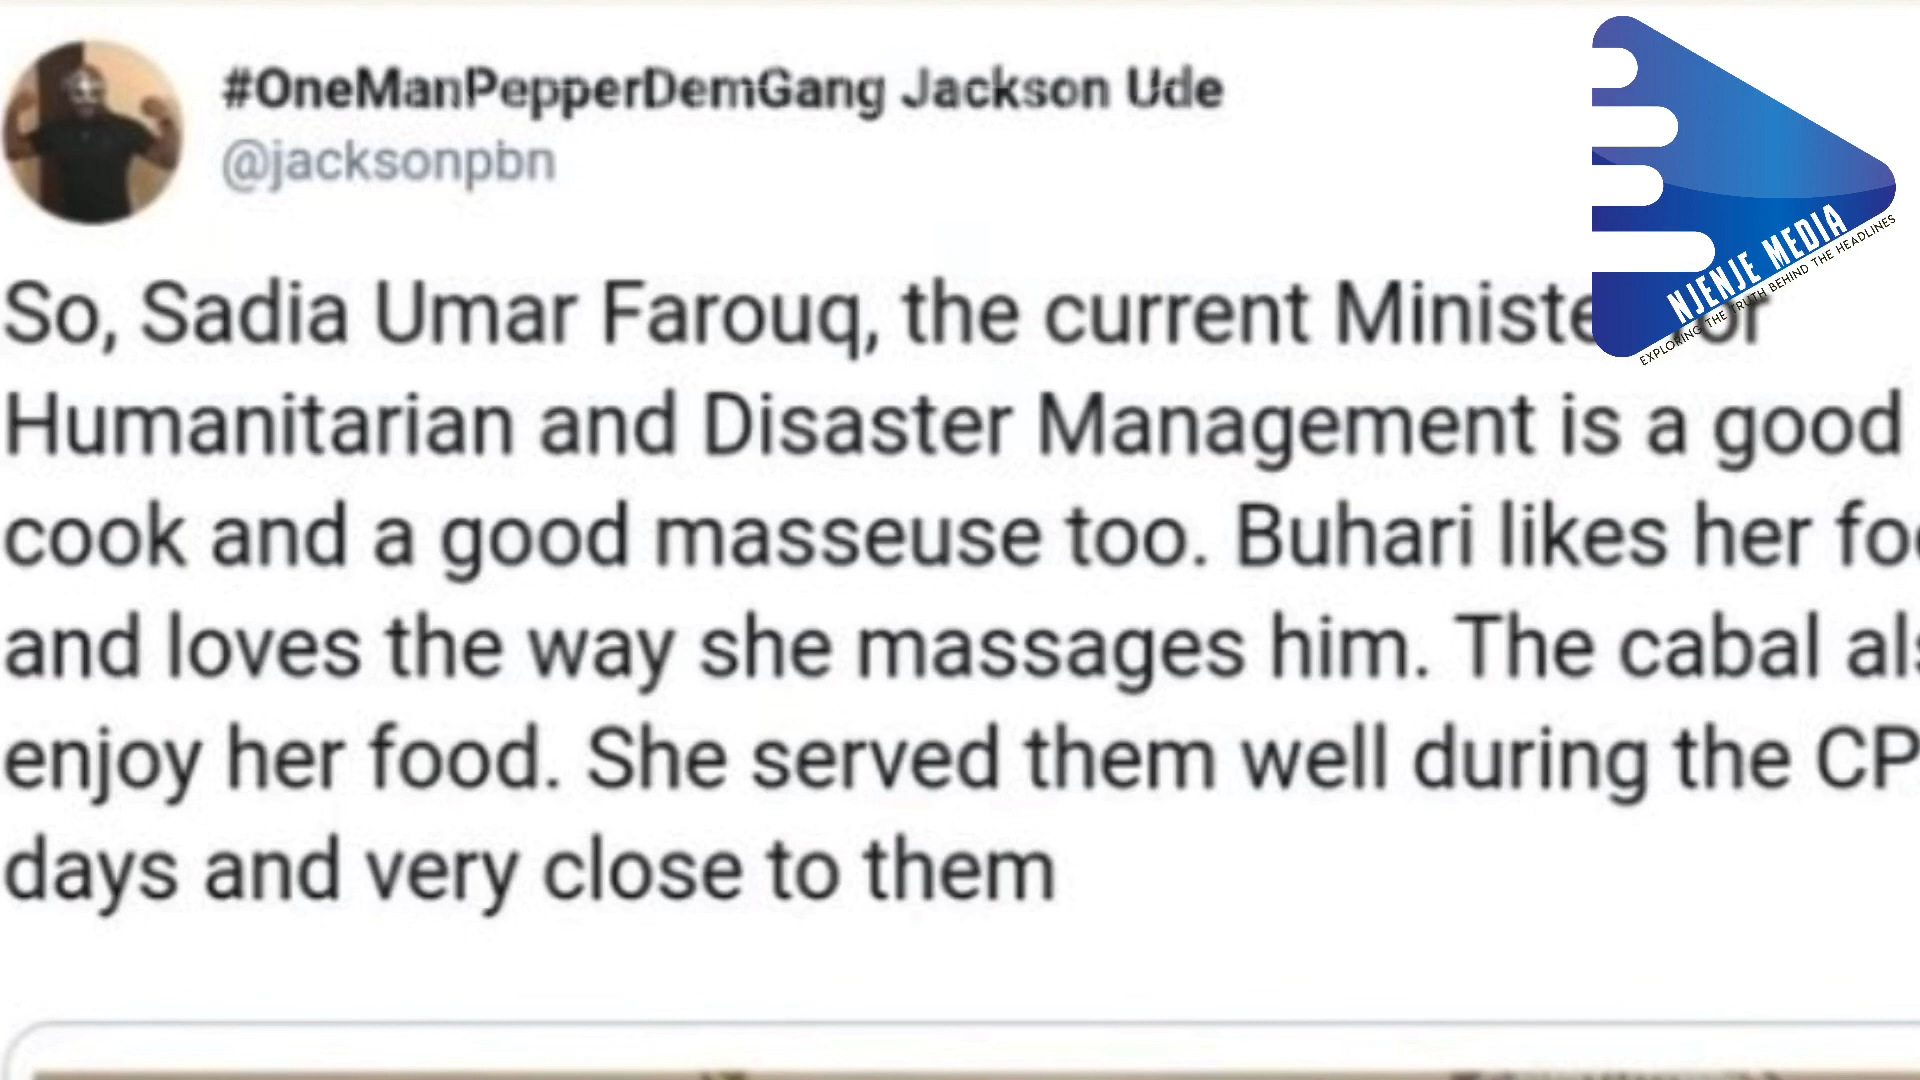 #OneManPepperDemGang Jackson Ude
@jacksonpbn
NJENJE MEDIA
EXPLORING THE TRUTH BEHIND THE HEADLINES
So, Sadia Umar Farouq, the current Ministe
Humanitarian and Disaster Management is a good
cook and a good masseuse too. Buhari likes her fo
and loves the way she massages him. The cabal als
enjoy her food. She served them well during the CP
days and very close to them